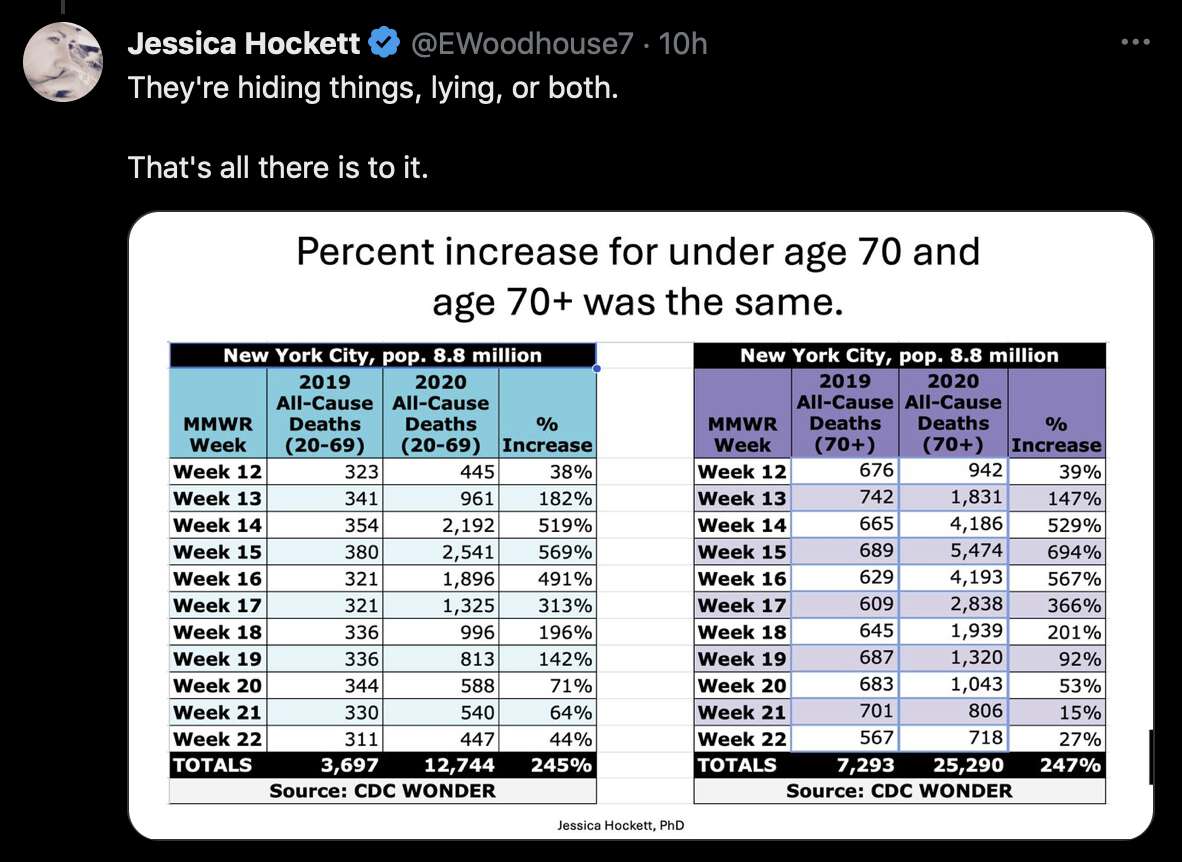 Jessica Hockett @EWoodhouse7 · 10h
They're hiding things, lying, or both.
That's all there is to it.
Percent increase for under age 70 and
age 70+ was the same.
New York City, pop. 8.8 million
MMWR Week | 2019 All-Cause Deaths (20-69) | 2020 All-Cause Deaths (20-69) | % Increase
Week 12 323 445 38%
Week 13 341 961 182%
Week 14 354 2,192 519%
Week 15 380 2,541 569%
Week 16 321 1,896 491%
Week 17 321 1,325 313%
Week 18 336 996 196%
Week 19 336 813 142%
Week 20 344 588 71%
Week 21 330 540 64%
Week 22 311 447 44%
TOTALS 3,697 12,744 245%
Source: CDC WONDER
New York City, pop. 8.8 million
MMWR Week | 2019 All-Cause Deaths (70+) | 2020 All-Cause Deaths (70+) | % Increase
Week 12 676 942 39%
Week 13 742 1,831 147%
Week 14 665 4,186 529%
Week 15 689 5,474 694%
Week 16 629 4,193 567%
Week 17 609 2,838 366%
Week 18 645 1,939 201%
Week 19 687 1,320 92%
Week 20 683 1,043 53%
Week 21 701 806 15%
Week 22 567 718 27%
TOTALS 7,293 25,290 247%
Source: CDC WONDER
Jessica Hockett, PhD